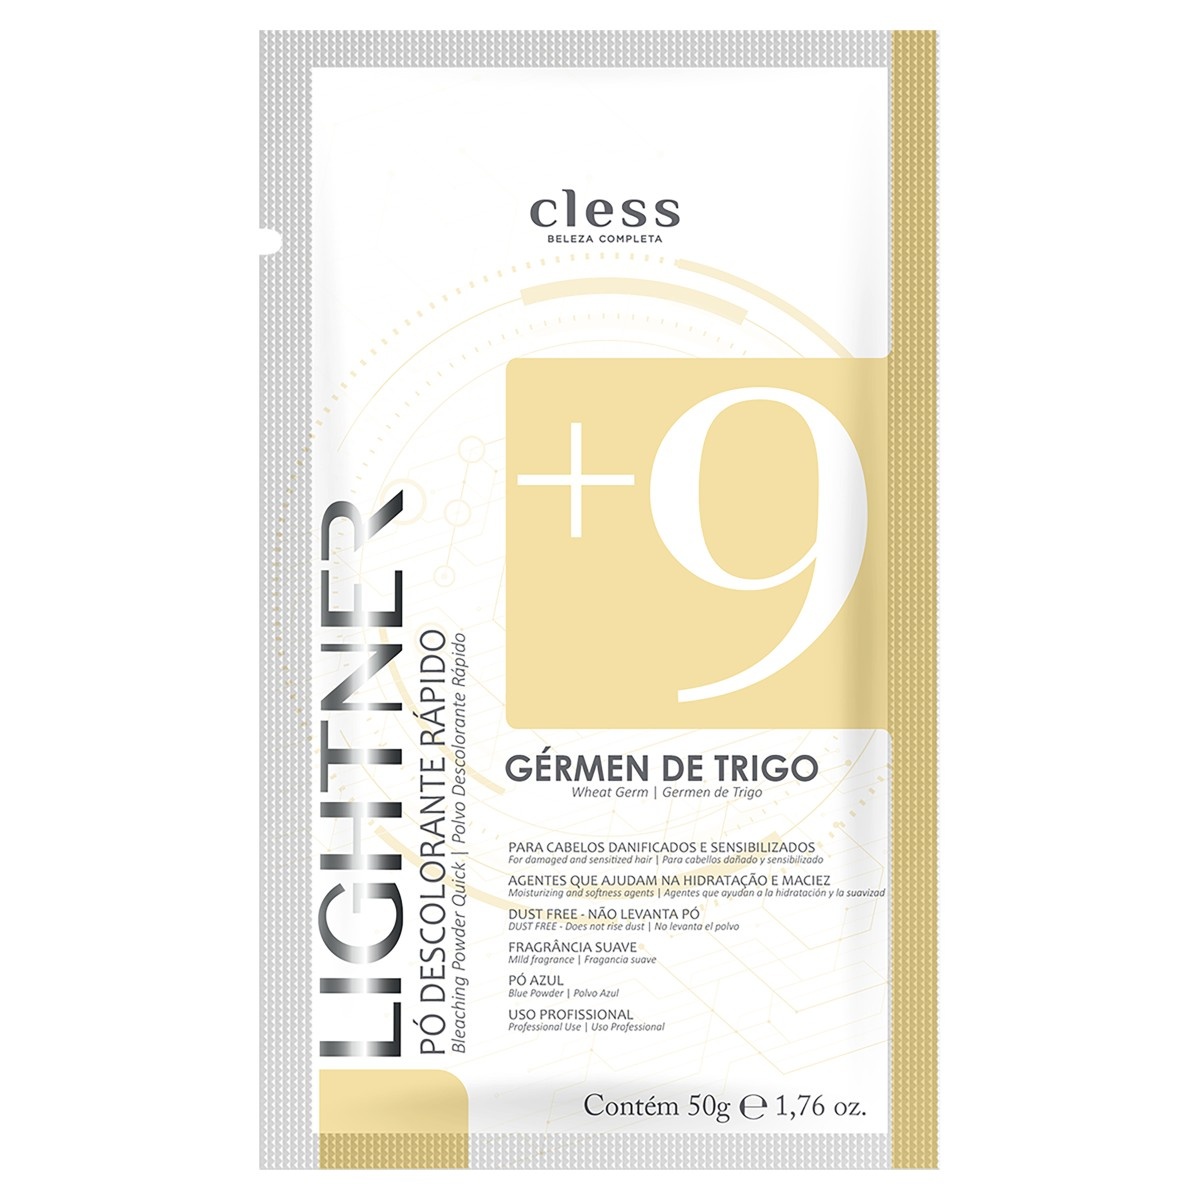 cless
BELEZA COMPLETA
+9
LIGHTNER
PÓ DESCOLORANTE RÁPIDO
Bleaching Powder Quick | Polvo Descolorante Rápido
GÉRMEN DE TRIGO
Wheat Germ | Germen de Trigo
PARA CABELOS DANIFICADOS E SENSIBILIZADOS
For damaged and sensitized hair | Para cabellos dañado y sensibilizado
AGENTES QUE AJUDAM NA HIDRATAÇÃO E MACIEZ
Moisturizing and softness agents | Agentes que ayudan a la hidratación y la suavizad
DUST FREE - NÃO LEVANTA PÓ
DUST FREE - Does not rise dust | No levanta el polvo
FRAGRÂNCIA SUAVE
Mild fragrance | Fragancia suave
PÓ AZUL
Blue Powder | Polvo Azul
USO PROFISSIONAL
Professional Use | Uso Professional
Contém 50g ℮ 1,76 oz.